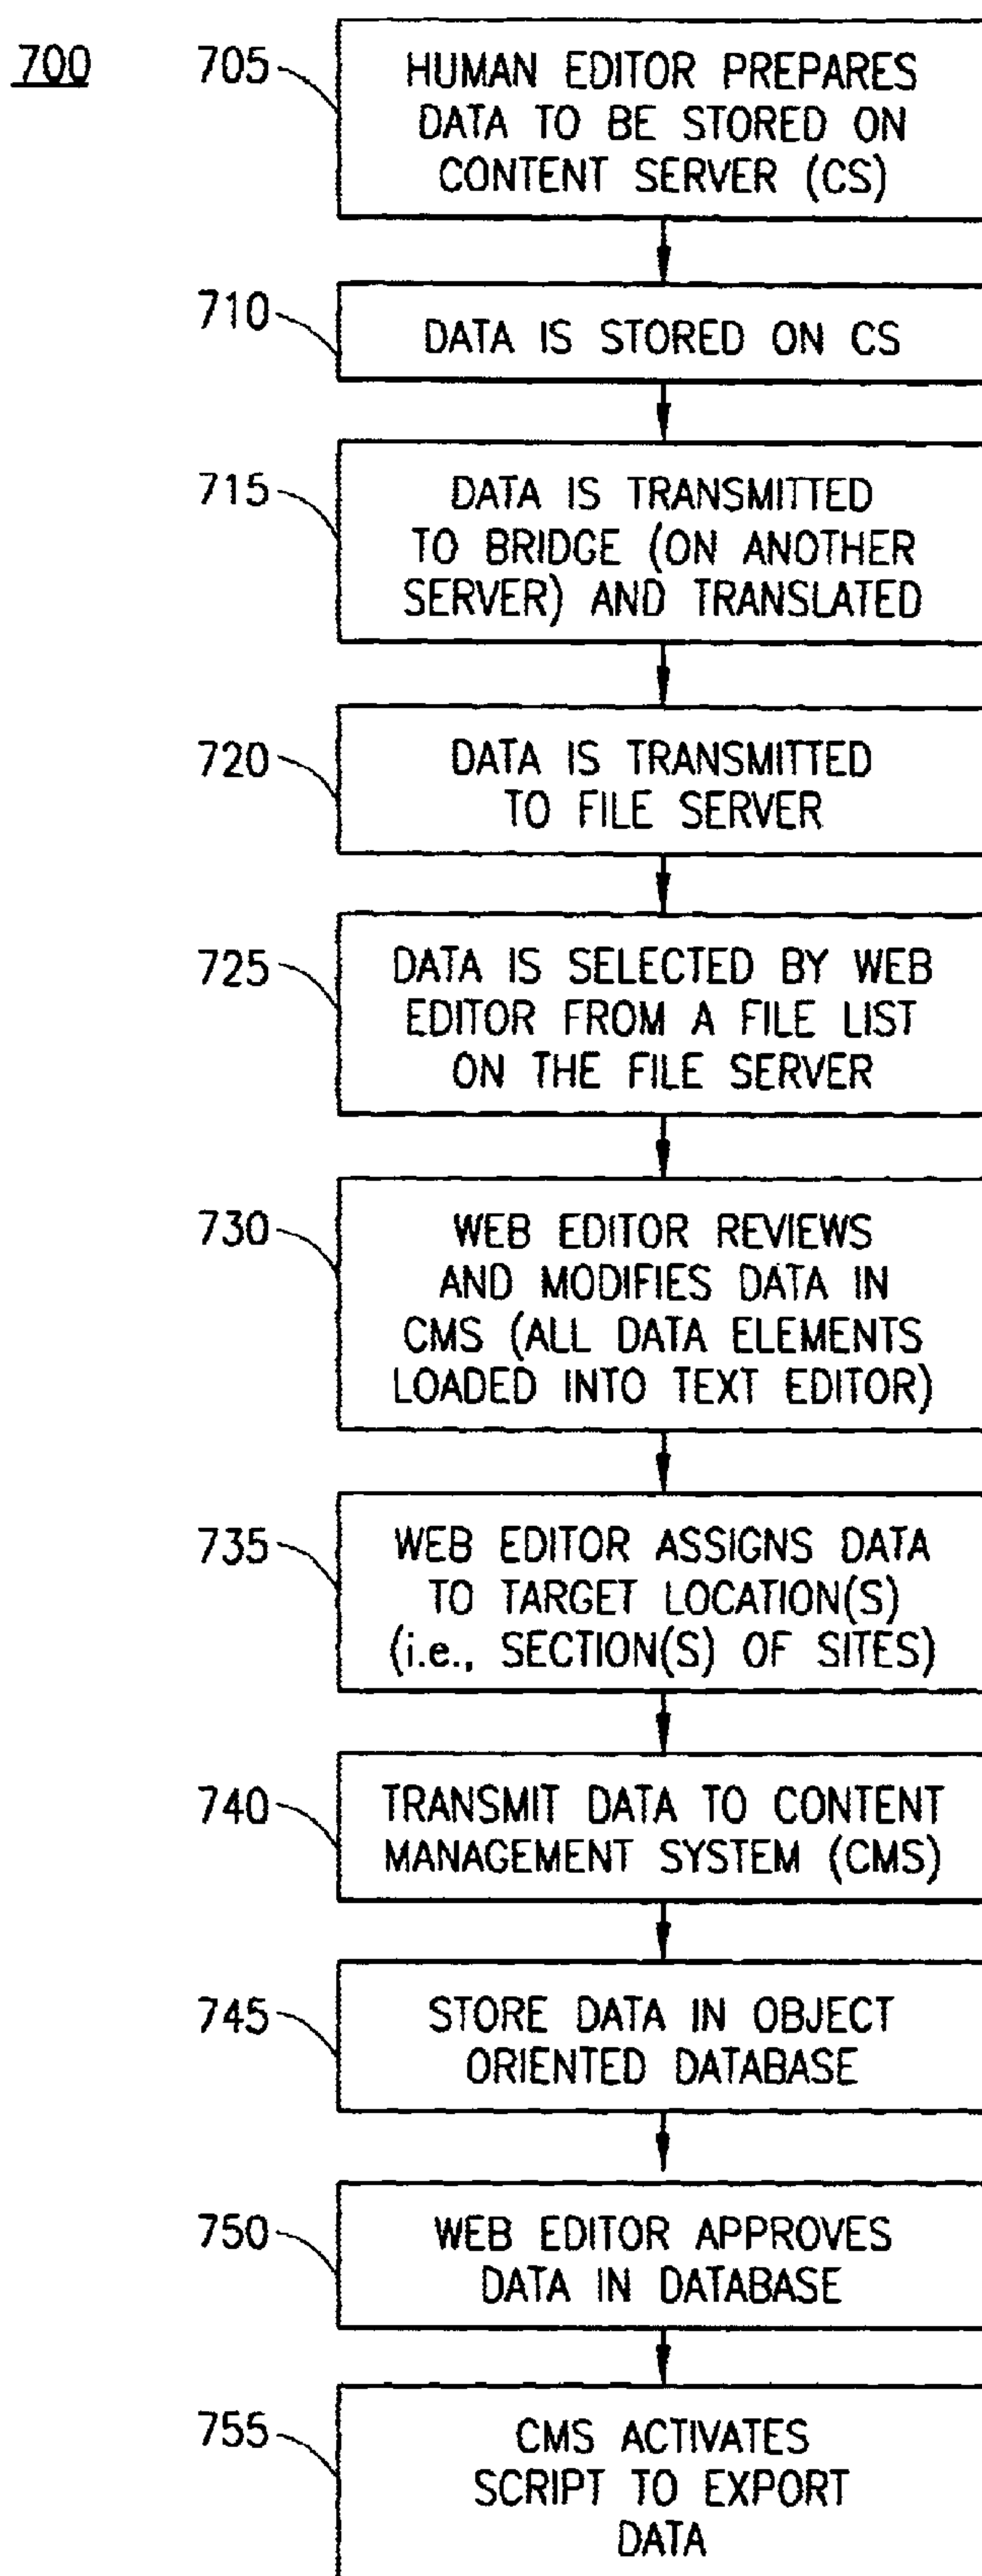 700
705
HUMAN EDITOR PREPARES
DATA TO BE STORED ON
CONTENT SERVER (CS)
710
DATA IS STORED ON CS
715
DATA IS TRANSMITTED
TO BRIDGE (ON ANOTHER
SERVER) AND TRANSLATED
720
DATA IS TRANSMITTED
TO FILE SERVER
725
DATA IS SELECTED BY WEB
EDITOR FROM A FILE LIST
ON THE FILE SERVER
730
WEB EDITOR REVIEWS
AND MODIFIES DATA IN
CMS (ALL DATA ELEMENTS
LOADED INTO TEXT EDITOR)
735
WEB EDITOR ASSIGNS DATA
TO TARGET LOCATION(S)
(i.e., SECTION(S) OF SITES)
740
TRANSMIT DATA TO CONTENT
MANAGEMENT SYSTEM (CMS)
745
STORE DATA IN OBJECT
ORIENTED DATABASE
750
WEB EDITOR APPROVES
DATA IN DATABASE
755
CMS ACTIVATES
SCRIPT TO EXPORT
DATA